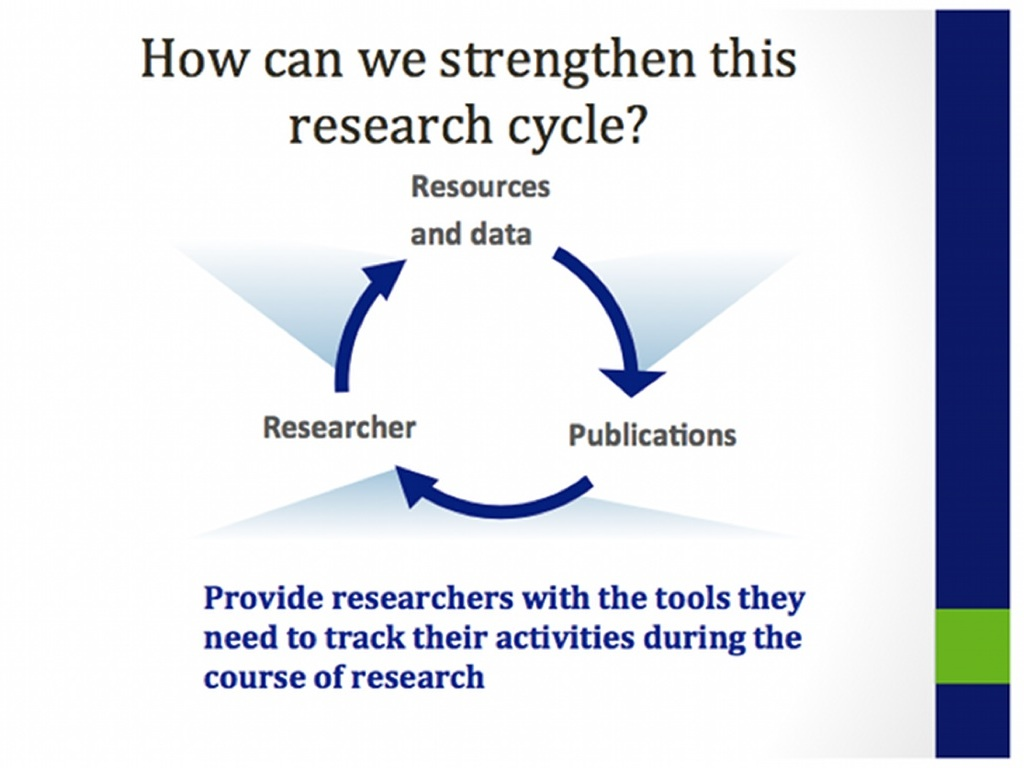 How can we strengthen this
research cycle?
Resources
and data
Researcher
Publications
Provide researchers with the tools they
need to track their activities during the
course of research